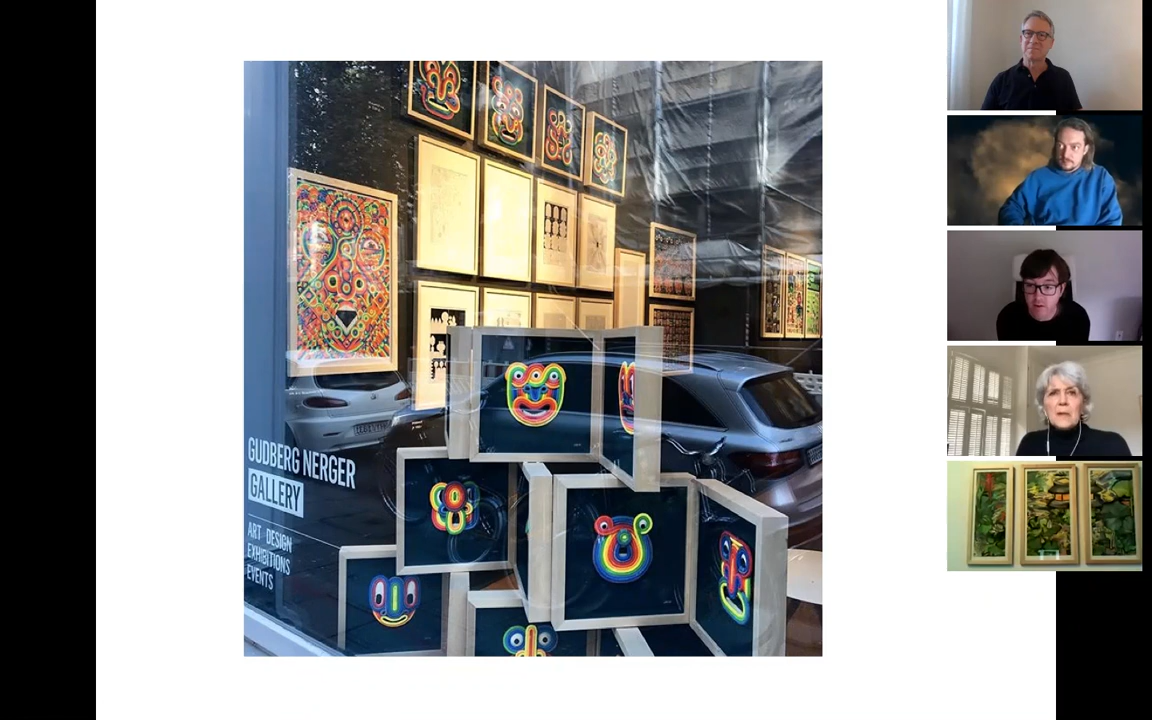 GUDBERG NERGER
GALLERY
ART DESIGN
EXHIBITIONS
EVENTS